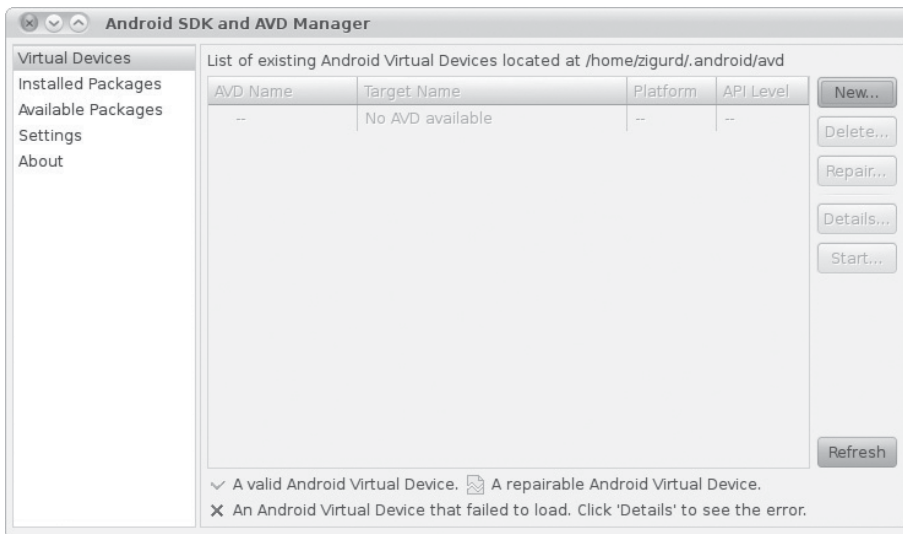 Android SDK and AVD Manager
Virtual Devices
Installed Packages
Available Packages
Settings
About
List of existing Android Virtual Devices located at /home/zigurd/.android/avd
AVD Name Target Name Platform API Level
-- No AVD available -- --
New...
Delete...
Repair...
Details...
Start...
Refresh
A valid Android Virtual Device. A repairable Android Virtual Device.
An Android Virtual Device that failed to load. Click 'Details' to see the error.